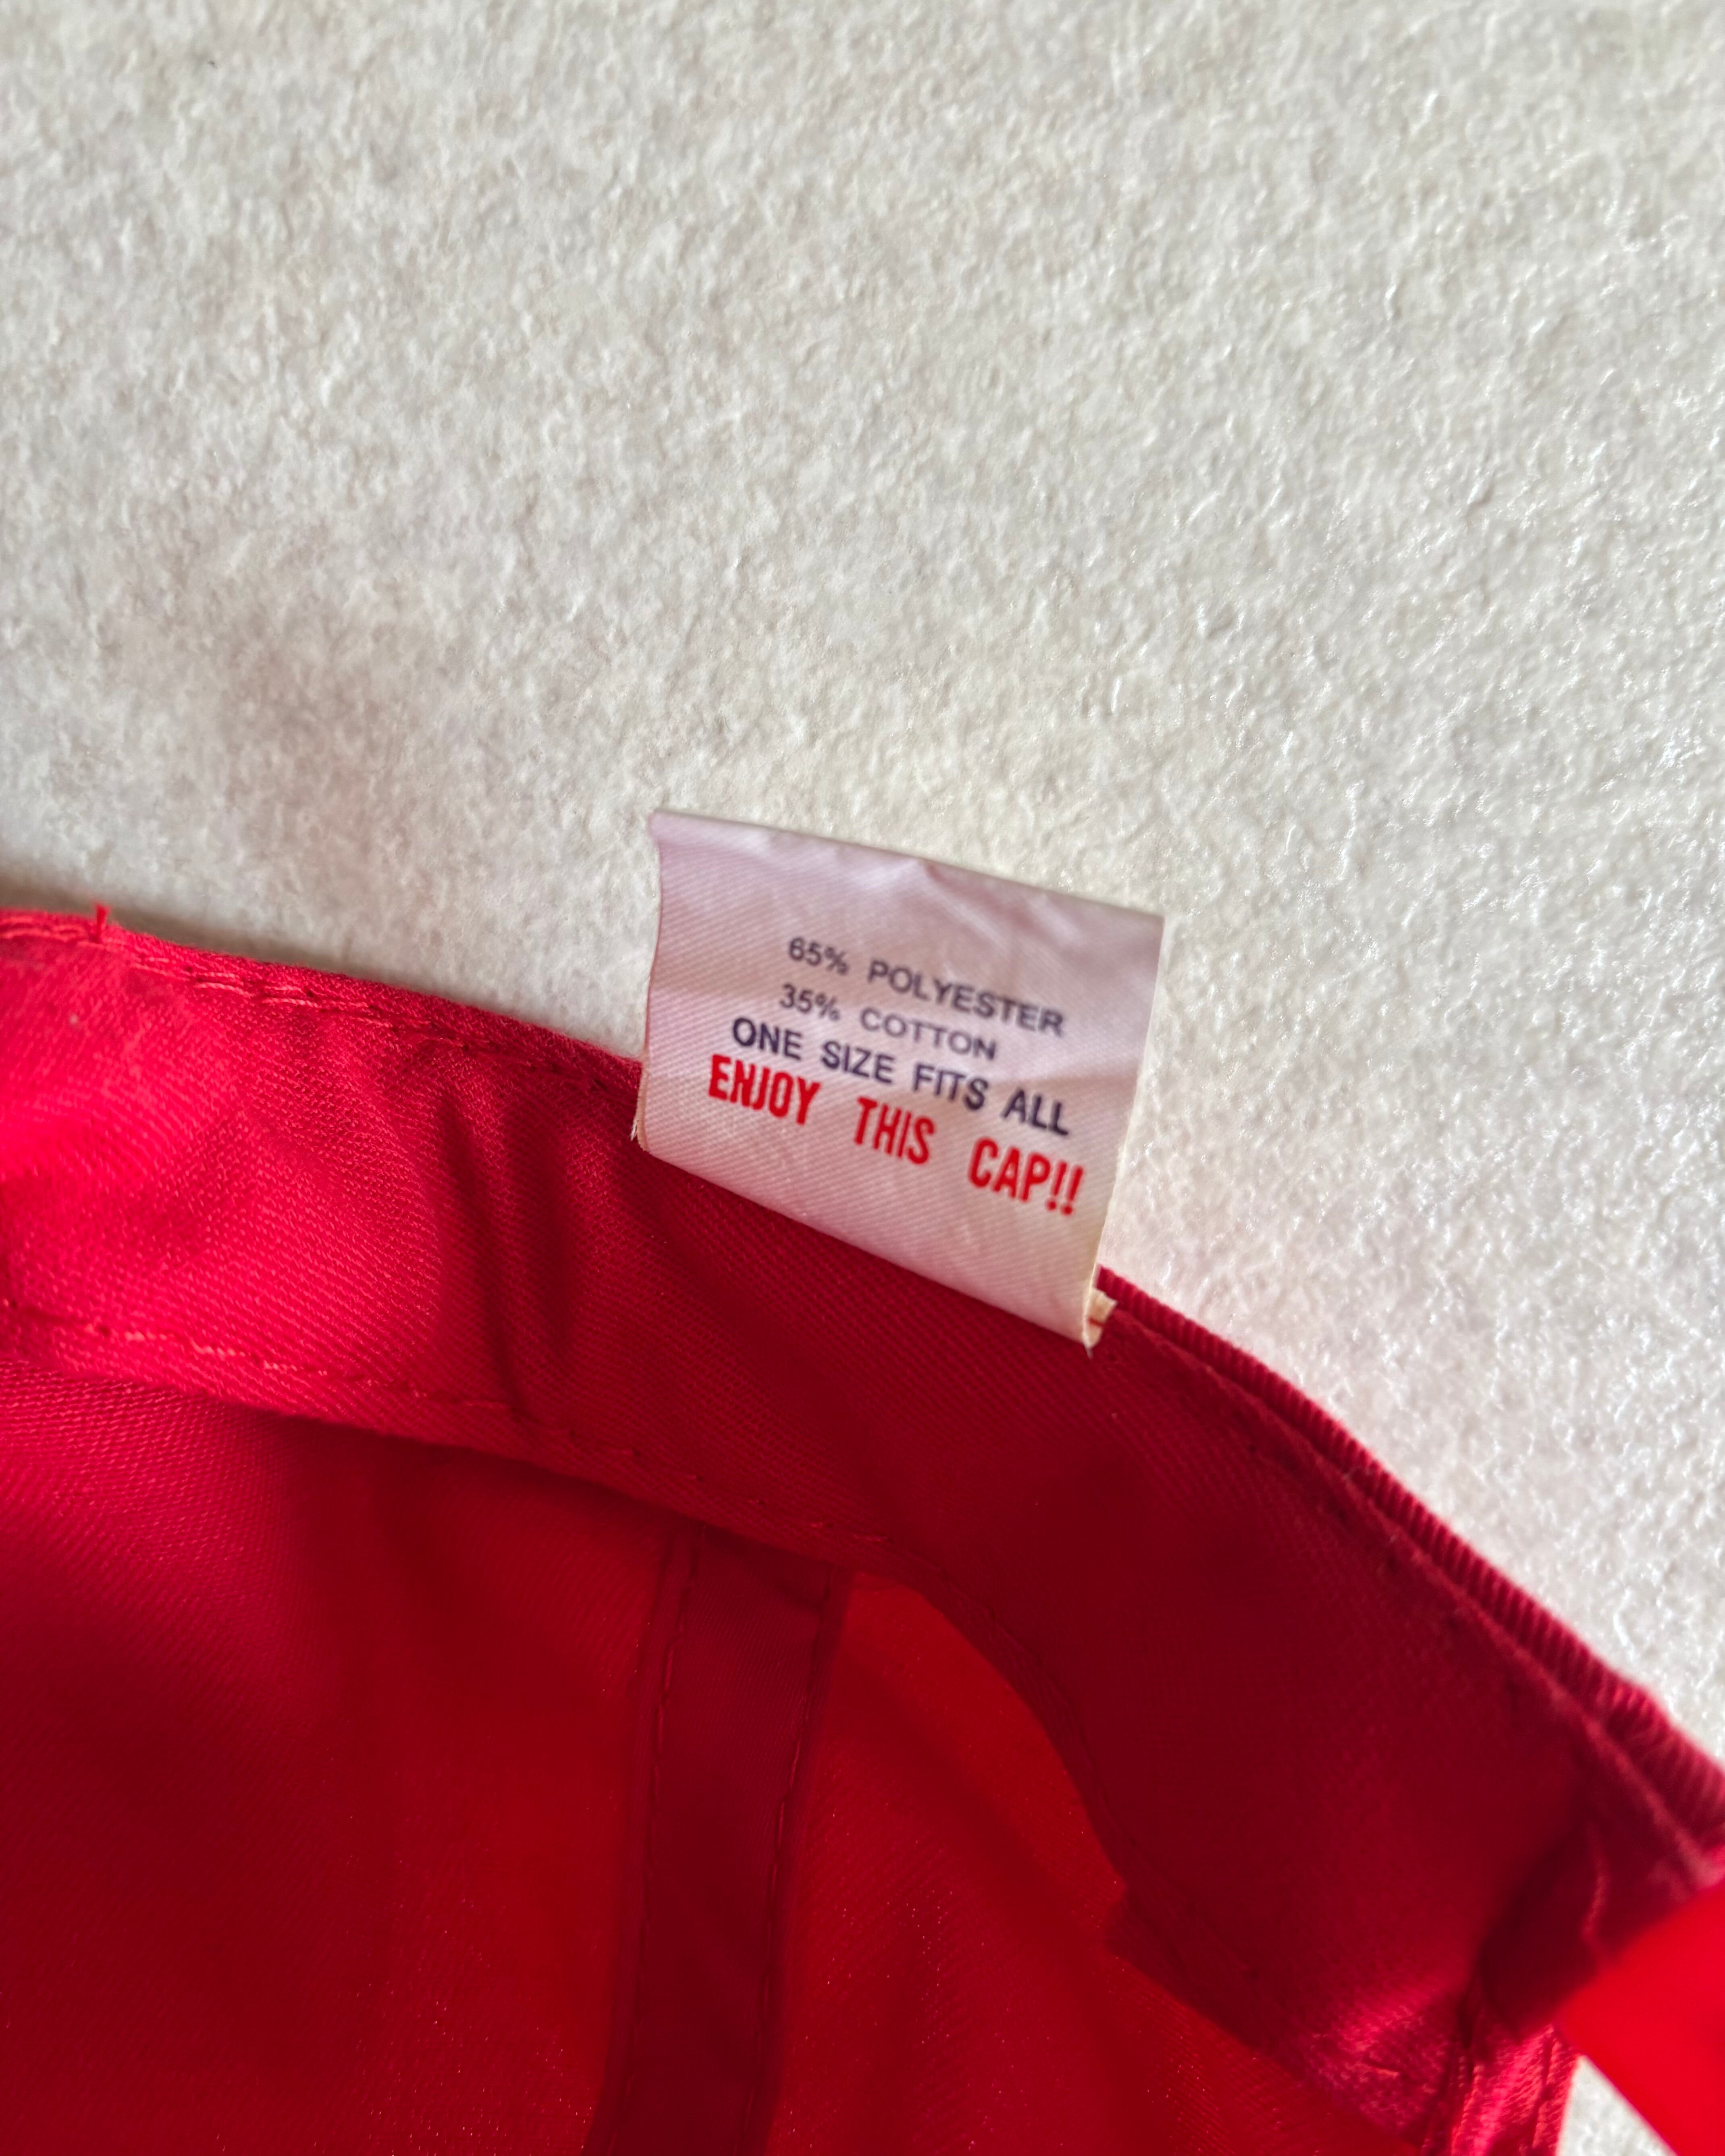 65% POLYESTER
35% COTTON
ONE SIZE FITS ALL
ENJOY THIS CAP!!